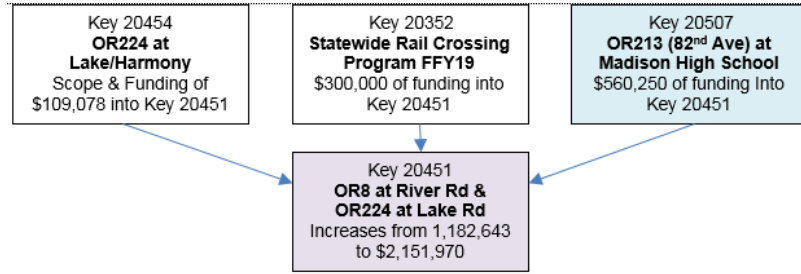 Key 20454
OR224 at
Lake/Harmony
Scope & Funding of
$109,078 into Key 20451
Key 20352
Statewide Rail Crossing
Program FFY19
$300,000 of funding into
Key 20451
Key 20507
OR213 (82nd Ave) at
Madison High School
$560,250 of funding Into
Key 20451
Key 20451
OR8 at River Rd &
OR224 at Lake Rd
Increases from 1,182,643
to $2,151,970